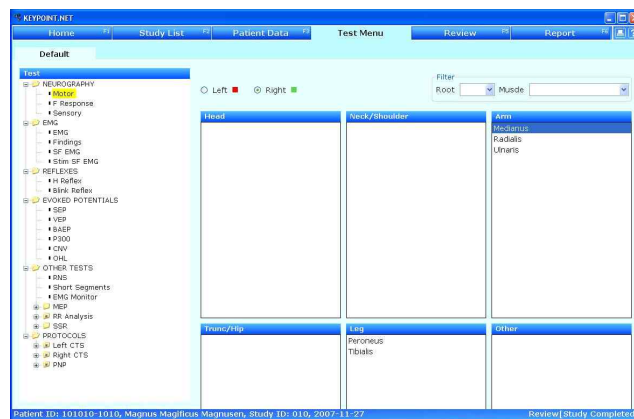 KEYPOINT.NET
Home F1 Study List F2 Patient Data F3 Test Menu Review F5 Report F6
Default
Test
NEUROGRAPHY
Motor
F Response
Sensory
EMG
EMG
Findings
SF EMG
Stim SF EMG
REFLEXES
H Reflex
Blink Reflex
EVOKED POTENTIALS
SEP
VEP
BAEP
P300
CNV
OHL
OTHER TESTS
RNS
Short Segments
EMG Monitor
MEP
RR Analysis
SSR
PROTOCOLS
Left CTS
Right CTS
PNP
Left Right
Filter
Root Muscle
Head
Neck/Shoulder
Arm
Medianus
Radialis
Ulnaris
Trunc/Hip
Leg
Peroneus
Tibialis
Other
Patient ID: 101010-1010, Magnus Magificus Magnusen, Study ID: 010, 2007-11-27 Review[Study Completed